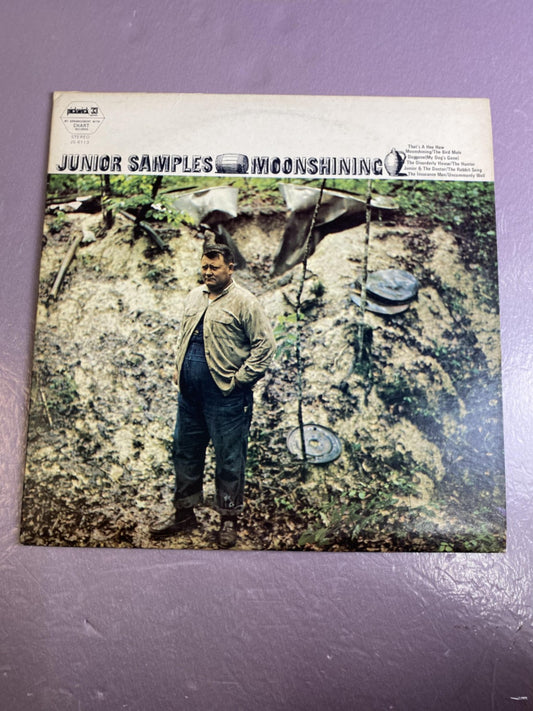 Pickwick 33
BY ARRANGEMENT WITH
CHART
RECORDS
STEREO
JS-6113
JUNIOR SAMPLES MOONSHINING
That's A Hee Haw
Moonshining/The Bird Mule
Doggone(My Dog's Gone)
The Disorderly House/The Hunter
Junior & The Doctor/The Rabbit Song
The Insurance Man/Uncommonly Well